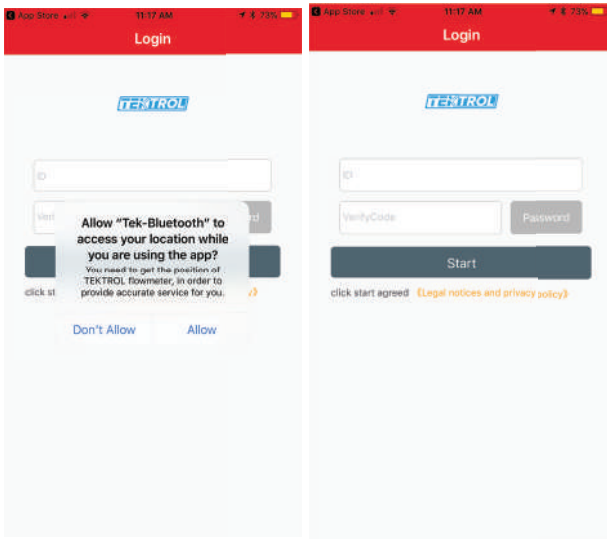 App Store 11:17 AM 73%
Login
TEKTROL
ID
Veri
rd
Allow "Tek-Bluetooth" to
access your location while
you are using the app?
You need to get the position of
TEKTROL flowmeter, in order to
provide accurate service for you.
click st
y》
Don't Allow Allow
App Store 11:17 AM 73%
Login
TEKTROL
ID
VerifyCode Password
Start
click start agreed 《Legal notices and privacy policy》